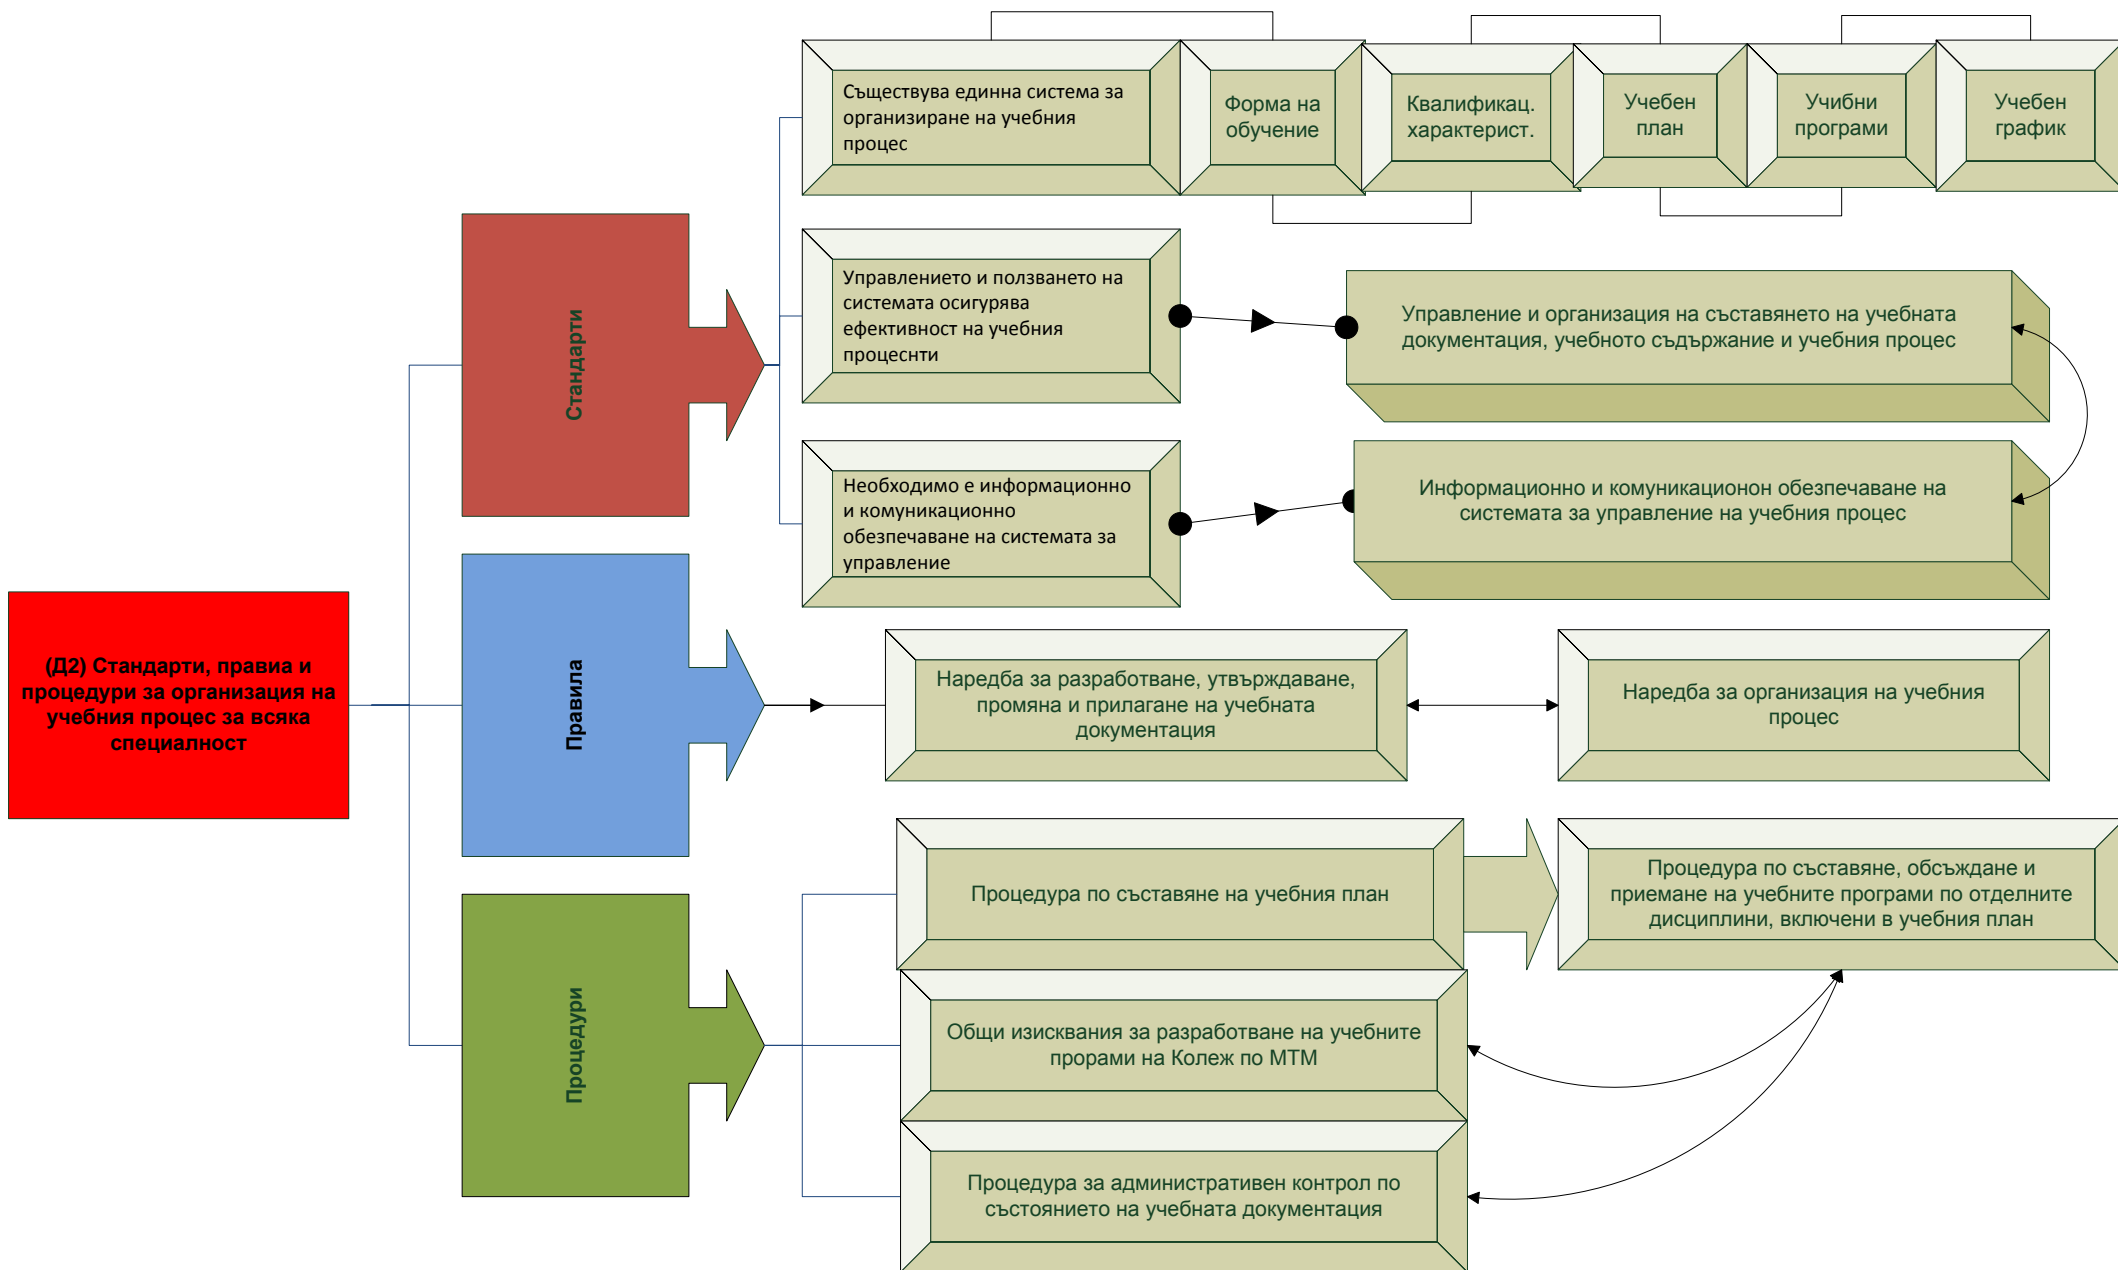 Съществува единна система за
организиране на учебния
процес
Форма на
обучение
Квалификац.
характерист.
Учебен
план
Учибни
програми
Учебен
график
Стандарти
Управлението и ползването на
системата осигурява
ефективност на учебния
процеснти
Управление и организация на съставянето на учебната
документация, учебното съдържание и учебния процес
Необходимо е информационно
и комуникационно
обезпечаване на системата за
управление
Информационно и комуникационон обезпечаване на
системата за управление на учебния процес
(Д2) Стандарти, правиа и
процедури за организация на
учебния процес за всяка
специалност
Правила
Наредба за разработване, утвърждаване,
промяна и прилагане на учебната
документация
Наредба за организация на учебния
процес
Процедури
Процедура по съставяне на учебния план
Процедура по съставяне, обсъждане и
приемане на учебните програми по отделните
дисциплини, включени в учебния план
Общи изисквания за разработване на учебните
прорами на Колеж по МТМ
Процедура за административен контрол по
състоянието на учебната документация